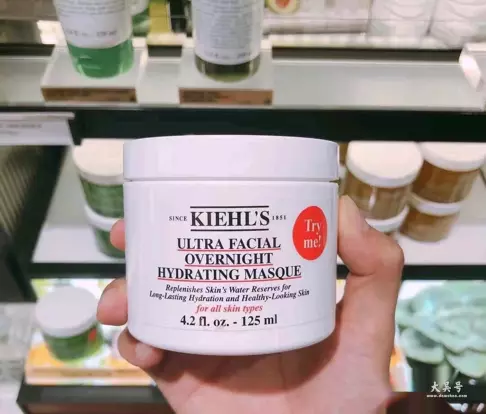 SINCE KIEHL'S 1851
ULTRA FACIAL
OVERNIGHT
HYDRATING MASQUE
Try
me!
Replenishes Skin's Water Reserves for
Long-Lasting Hydration and Healthy-Looking Skin
for all skin types
4.2 fl. oz. - 125 ml
大吴号